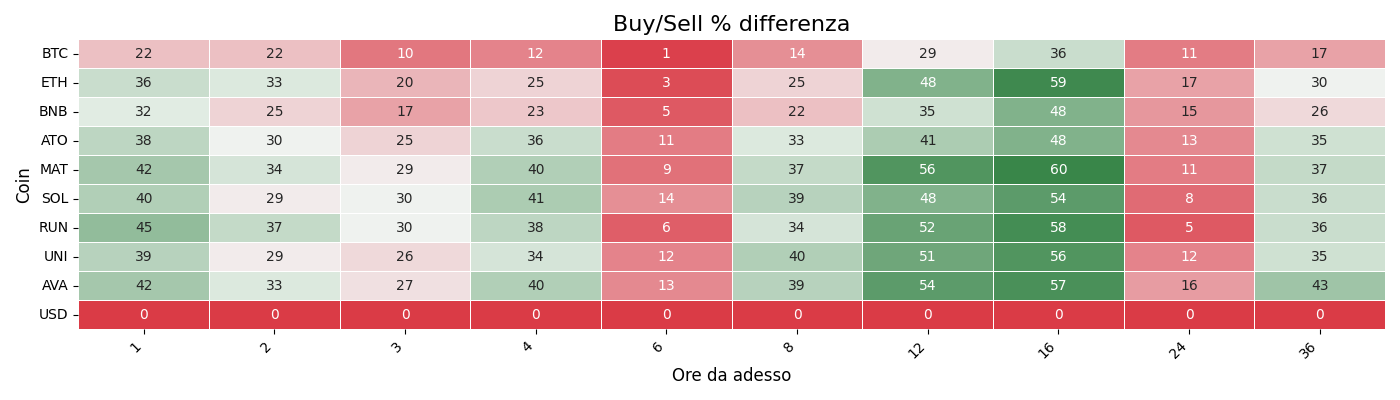 Buy/Sell % differenza
Coin
BTC 22 22 10 12 1 14 29 36 11 17
ETH 36 33 20 25 3 25 48 59 17 30
BNB 32 25 17 23 5 22 35 48 15 26
ATO 38 30 25 36 11 33 41 48 13 35
MAT 42 34 29 40 9 37 56 60 11 37
SOL 40 29 30 41 14 39 48 54 8 36
RUN 45 37 30 38 6 34 52 58 5 36
UNI 39 29 26 34 12 40 51 56 12 35
AVA 42 33 27 40 13 39 54 57 16 43
USD 0 0 0 0 0 0 0 0 0 0
1 2 3 4 6 8 12 16 24 36
Ore da adesso